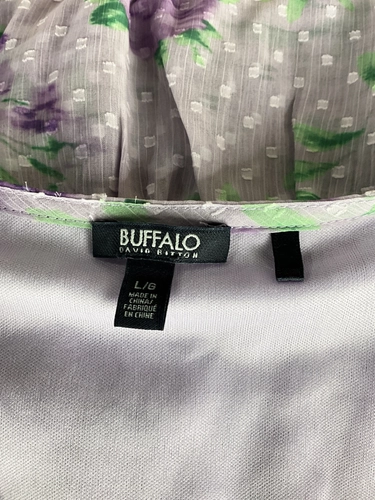 BUFFALO
DAVID BITTON
L/G
MADE IN
CHINA/
FABRIQUÉ
EN CHINE